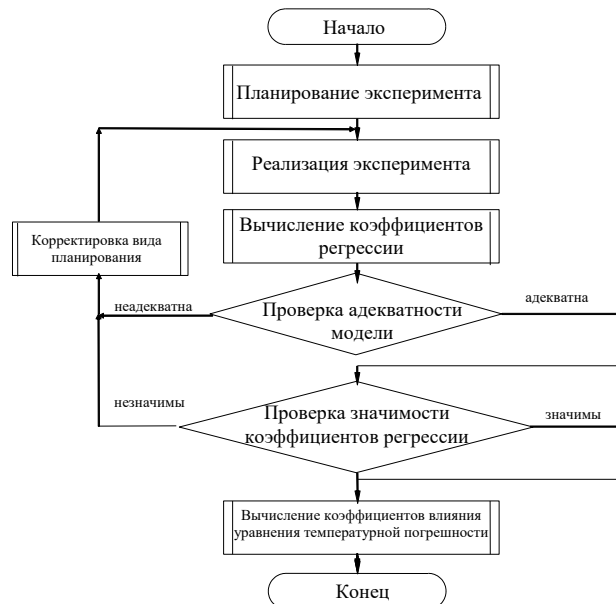 Начало
Планирование эксперимента
Реализация эксперимента
Вычисление коэффициентов
регрессии
Корректировка вида
планирования
неадекватна
Проверка адекватности
модели
адекватна
незначимы
Проверка значимости
коэффициентов регрессии
значимы
Вычисление коэффициентов влияния
уравнения температурной погрешности
Конец